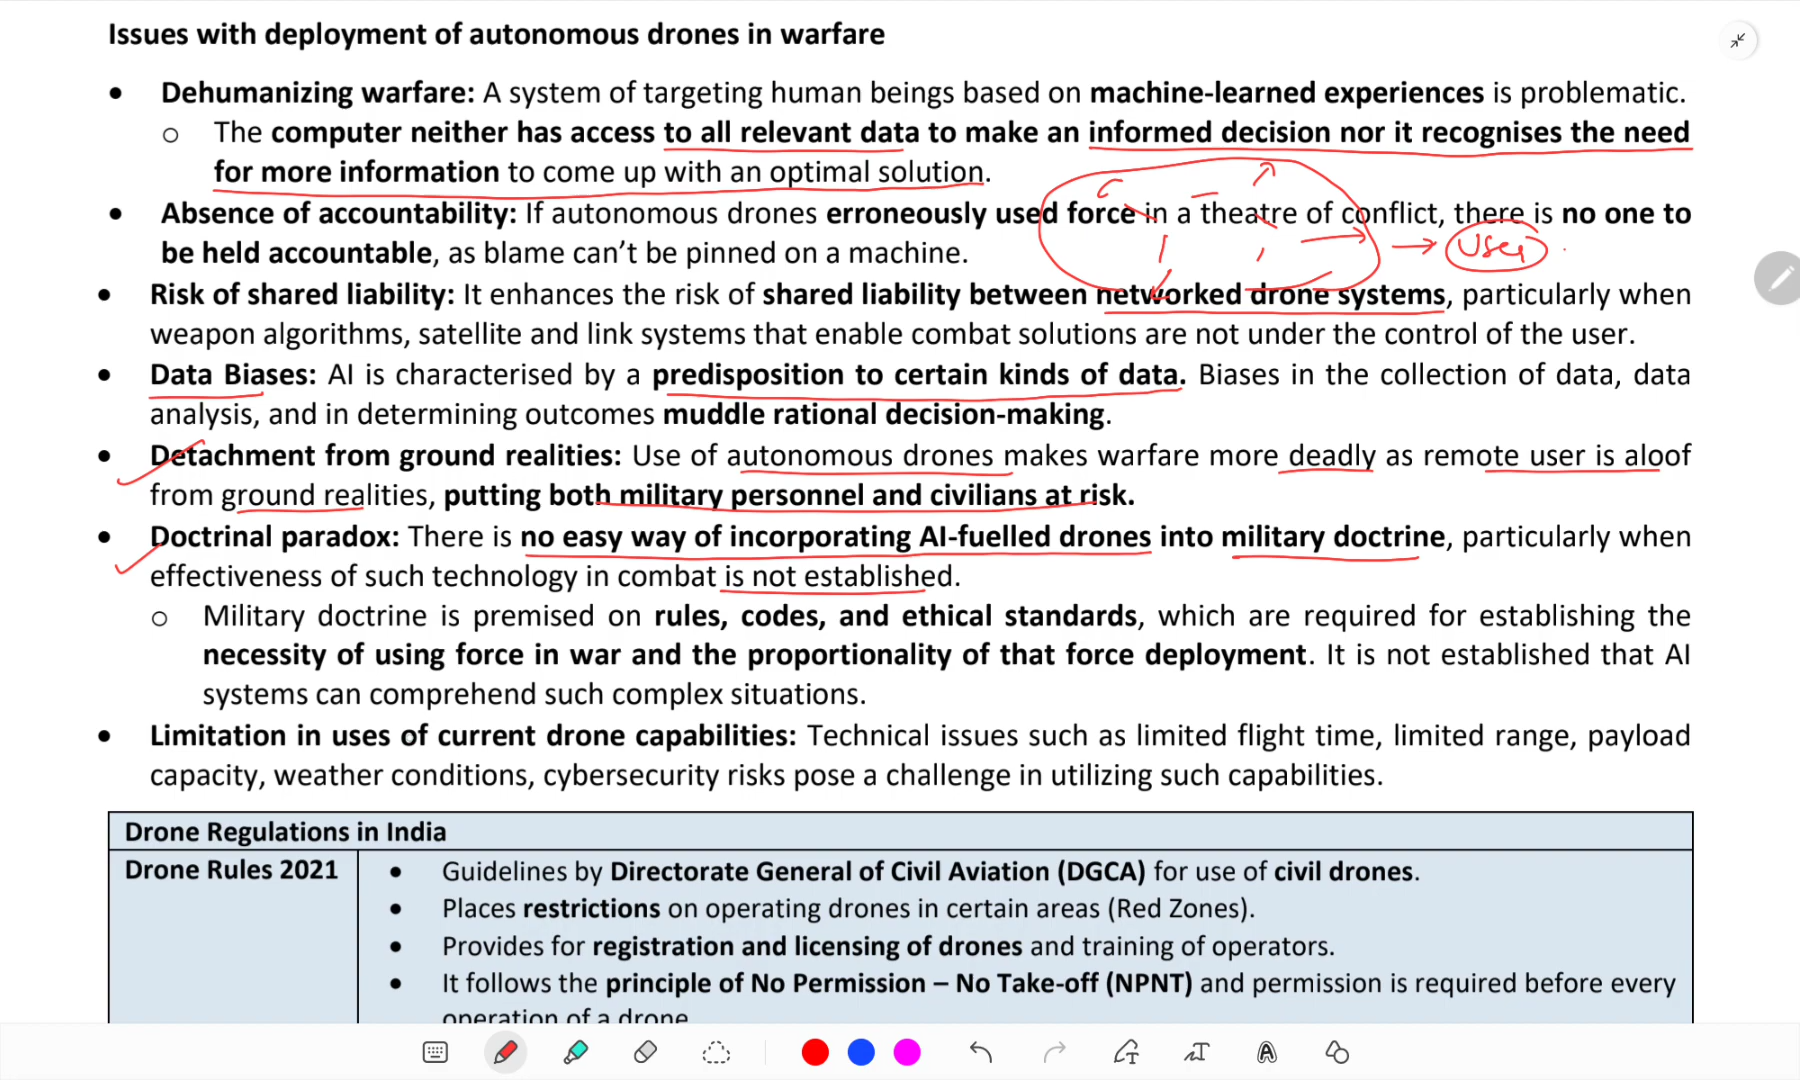 Issues with deployment of autonomous drones in warfare
• Dehumanizing warfare: A system of targeting human beings based on machine-learned experiences is problematic.
o The computer neither has access to all relevant data to make an informed decision nor it recognises the need
for more information to come up with an optimal solution.
• Absence of accountability: If autonomous drones erroneously used force in a theatre of conflict, there is no one to
be held accountable, as blame can’t be pinned on a machine.
User
• Risk of shared liability: It enhances the risk of shared liability between networked drone systems, particularly when
weapon algorithms, satellite and link systems that enable combat solutions are not under the control of the user.
• Data Biases: AI is characterised by a predisposition to certain kinds of data. Biases in the collection of data, data
analysis, and in determining outcomes muddle rational decision-making.
• Detachment from ground realities: Use of autonomous drones makes warfare more deadly as remote user is aloof
from ground realities, putting both military personnel and civilians at risk.
• Doctrinal paradox: There is no easy way of incorporating AI-fuelled drones into military doctrine, particularly when
effectiveness of such technology in combat is not established.
o Military doctrine is premised on rules, codes, and ethical standards, which are required for establishing the
necessity of using force in war and the proportionality of that force deployment. It is not established that AI
systems can comprehend such complex situations.
• Limitation in uses of current drone capabilities: Technical issues such as limited flight time, limited range, payload
capacity, weather conditions, cybersecurity risks pose a challenge in utilizing such capabilities.
Drone Regulations in India
Drone Rules 2021
• Guidelines by Directorate General of Civil Aviation (DGCA) for use of civil drones.
• Places restrictions on operating drones in certain areas (Red Zones).
• Provides for registration and licensing of drones and training of operators.
• It follows the principle of No Permission – No Take-off (NPNT) and permission is required before every
operation of a drone